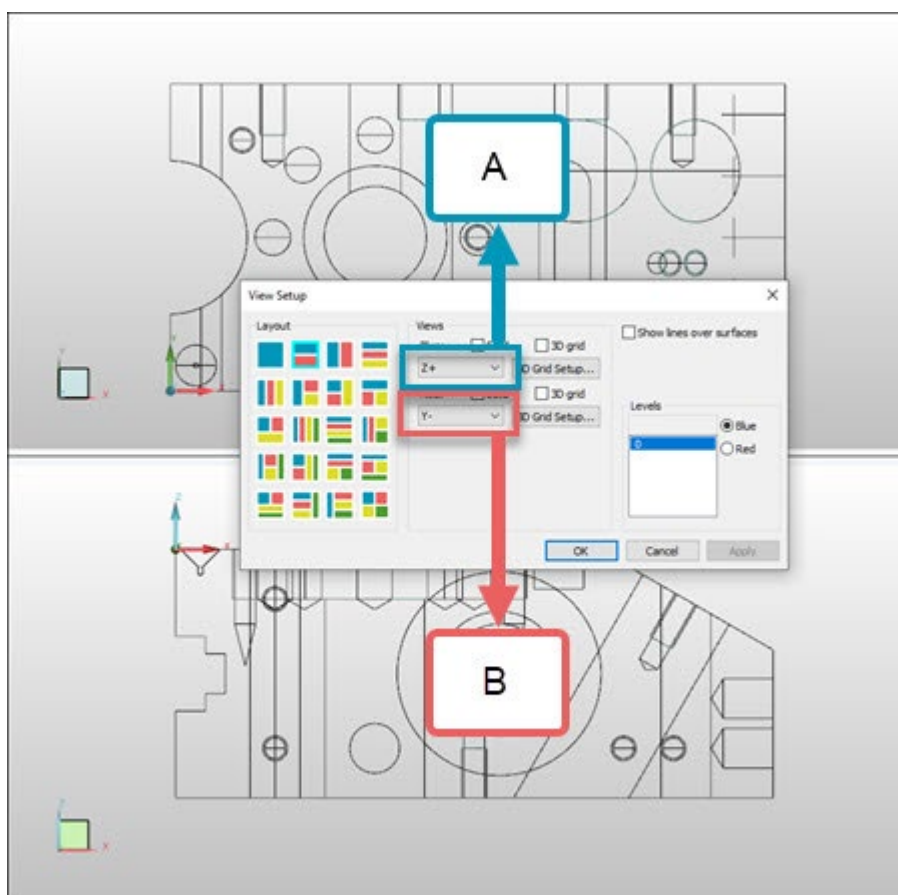 A
View Setup
Layout
Views
3D grid
Show lines over surfaces
Z+
D Grid Setup...
3D grid
Y-
D Grid Setup...
Levels
0
Blue
Red
OK
Cancel
Apply
Y
X
Y
Z
X
B
Z
X